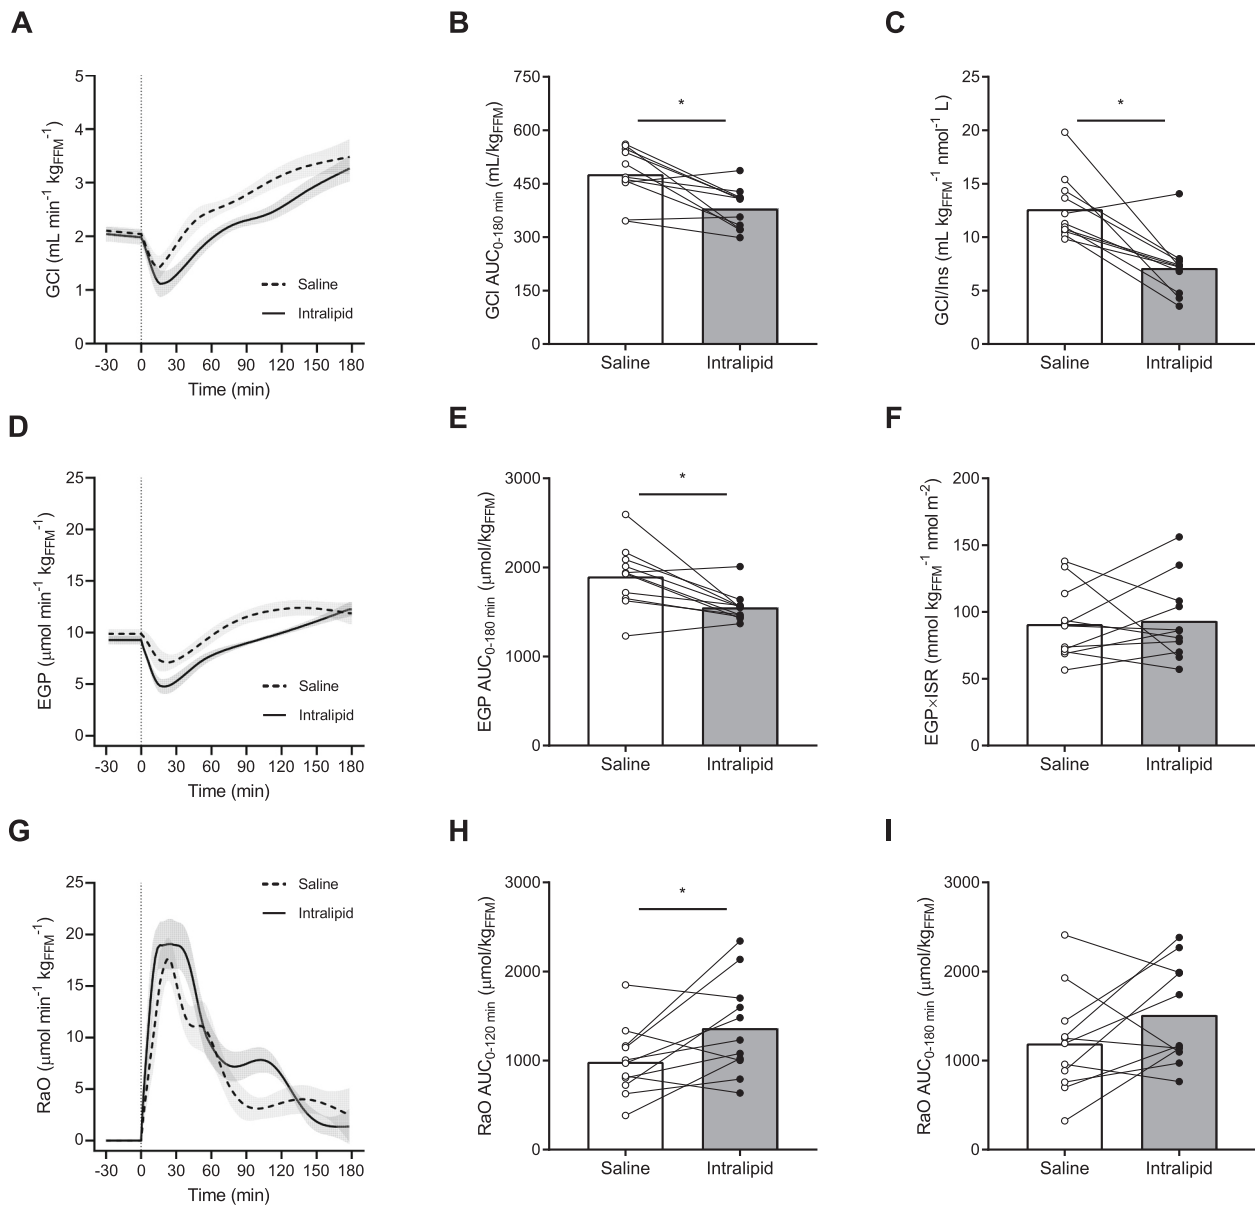 A
GCl (mL min⁻¹ kgFFM⁻¹)
5
4
3
2
1
0
Saline
Intralipid
-30 0 30 60 90 120 150 180
Time (min)
B
GCl AUC0-180 min (mL/kgFFM)
750
600
450
300
150
0
*
Saline Intralipid
C
GCl/Ins (mL kgFFM⁻¹ nmol⁻¹ L)
25
20
15
10
5
0
*
Saline Intralipid
D
EGP (μmol min⁻¹ kgFFM⁻¹)
25
20
15
10
5
0
Saline
Intralipid
-30 0 30 60 90 120 150 180
Time (min)
E
EGP AUC0-180 min (μmol/kgFFM)
3000
2000
1000
0
*
Saline Intralipid
F
EGP×ISR (mmol kgFFM⁻¹ nmol m⁻²)
200
150
100
50
0
Saline Intralipid
G
RaO (μmol min⁻¹ kgFFM⁻¹)
25
20
15
10
5
0
Saline
Intralipid
-30 0 30 60 90 120 150 180
Time (min)
H
RaO AUC0-120 min (μmol/kgFFM)
3000
2000
1000
0
*
Saline Intralipid
I
RaO AUC0-180 min (μmol/kgFFM)
3000
2000
1000
0
Saline Intralipid